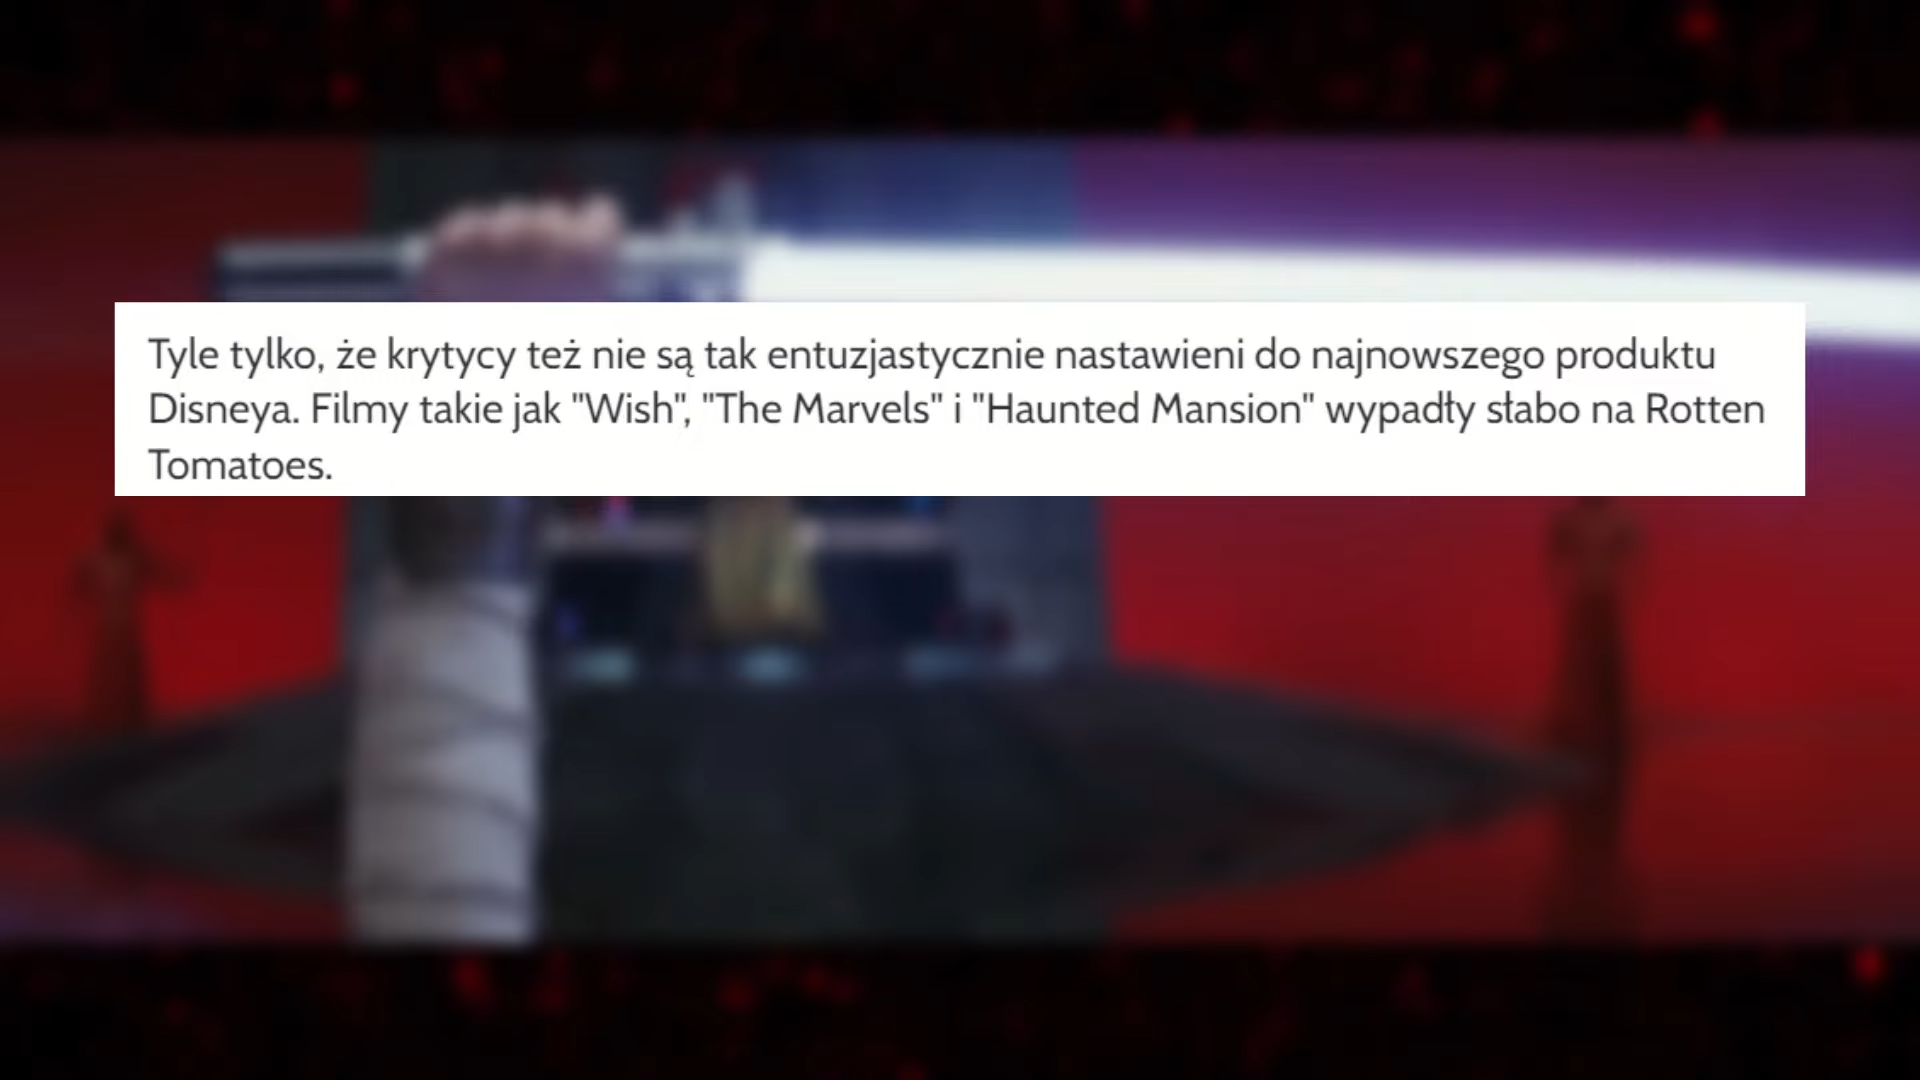 Tyle tylko, że krytycy też nie są tak entuzjastycznie nastawieni do najnowszego produktu
Disneya. Filmy takie jak "Wish", "The Marvels" i "Haunted Mansion" wypadły słabo na Rotten
Tomatoes.